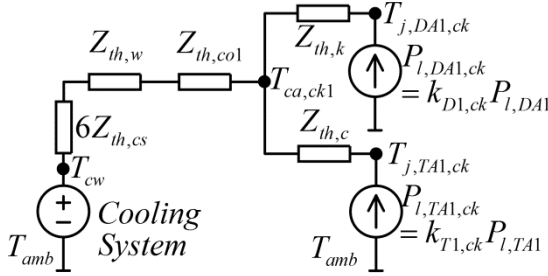 Z_{th,w}
Z_{th,co1}
Z_{th,k}
T_{j,DA1,ck}
P_{l,DA1,ck}
= k_{D1,ck} P_{l,DA1}
T_{ca,ck1}
6Z_{th,cs}
Z_{th,c}
T_{cw}
T_{j,TA1,ck}
+
-
Cooling
System
T_{amb}
P_{l,TA1,ck}
= k_{T1,ck} P_{l,TA1}
T_{amb}